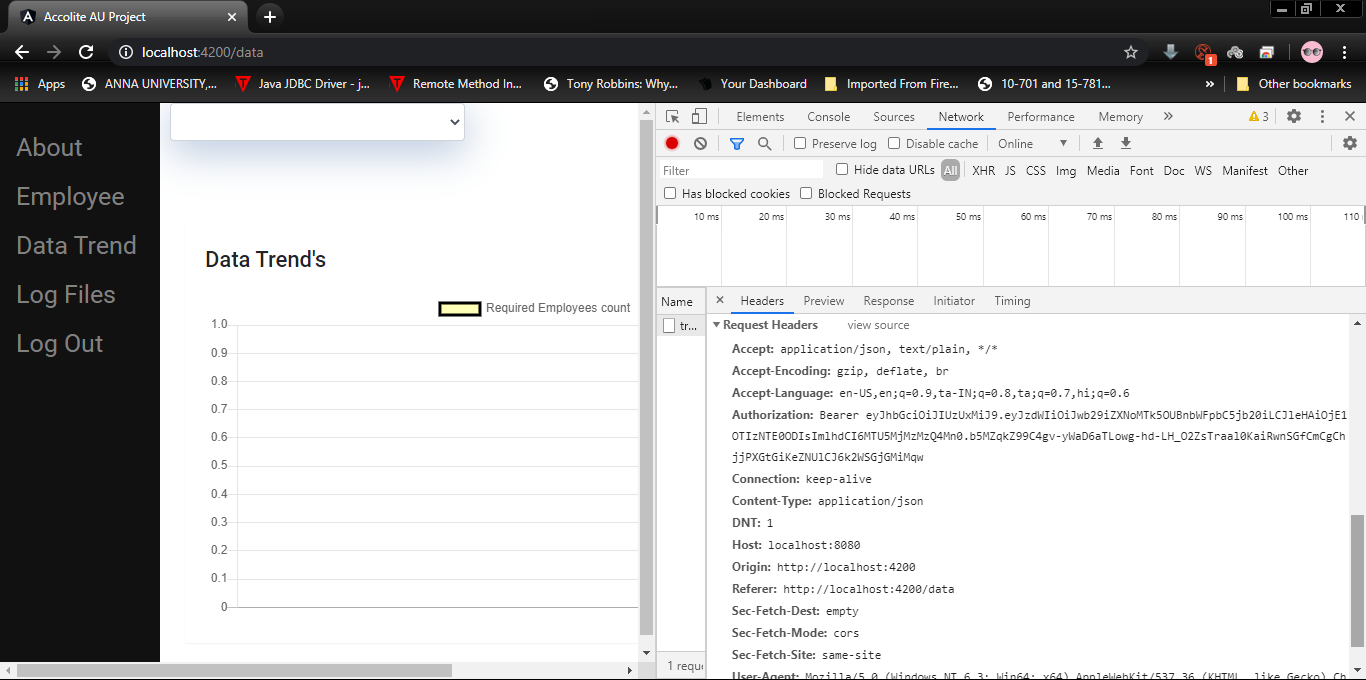 Accolite AU Project
localhost:4200/data
Apps
ANNA UNIVERSITY,...
Java JDBC Driver - j...
Remote Method In...
Tony Robbins: Why...
Your Dashboard
Imported From Fire...
10-701 and 15-781...
»
Other bookmarks
1
About
Employee
Data Trend
Log Files
Log Out
Data Trend's
Required Employees count
1.0
0.9
0.8
0.7
0.6
0.5
0.4
0.3
0.2
0.1
0
Elements
Console
Sources
Network
Performance
Memory
»
3
Preserve log
Disable cache
Online
Filter
Hide data URLs
All
XHR
JS
CSS
Img
Media
Font
Doc
WS
Manifest
Other
Has blocked cookies
Blocked Requests
10 ms
20 ms
30 ms
40 ms
50 ms
60 ms
70 ms
80 ms
90 ms
100 ms
110
Name
Headers
Preview
Response
Initiator
Timing
tr...
Request Headers
view source
Accept: application/json, text/plain, */*
Accept-Encoding: gzip, deflate, br
Accept-Language: en-US,en;q=0.9,ta-IN;q=0.8,ta;q=0.7,hi;q=0.6
Authorization: Bearer eyJhbGciOiJIUzUxMiJ9.eyJzdWIiOiJwb29iZXNoMTk5OUBnbWFpbC5jb20iLCJleHAiOjE1
OTIzNTE0ODIsImlhdCI6MTU5MjMzMzQ4Mn0.b5MZqkZ99C4gv-yWaD6aTLowg-hd-LH_O2ZsTraal0KaiRwnSGfCmCgCh
jjPXGtGiKeZNUlCJ6k2WSGjGMiMqw
Connection: keep-alive
Content-Type: application/json
DNT: 1
Host: localhost:8080
Origin: http://localhost:4200
Referer: http://localhost:4200/data
Sec-Fetch-Dest: empty
Sec-Fetch-Mode: cors
Sec-Fetch-Site: same-site
User-Agent: Mozilla/5.0 (Windows NT 6.3; Win64; x64) AppleWebKit/537.36 (KHTML, like Gecko) Ch
1 reque